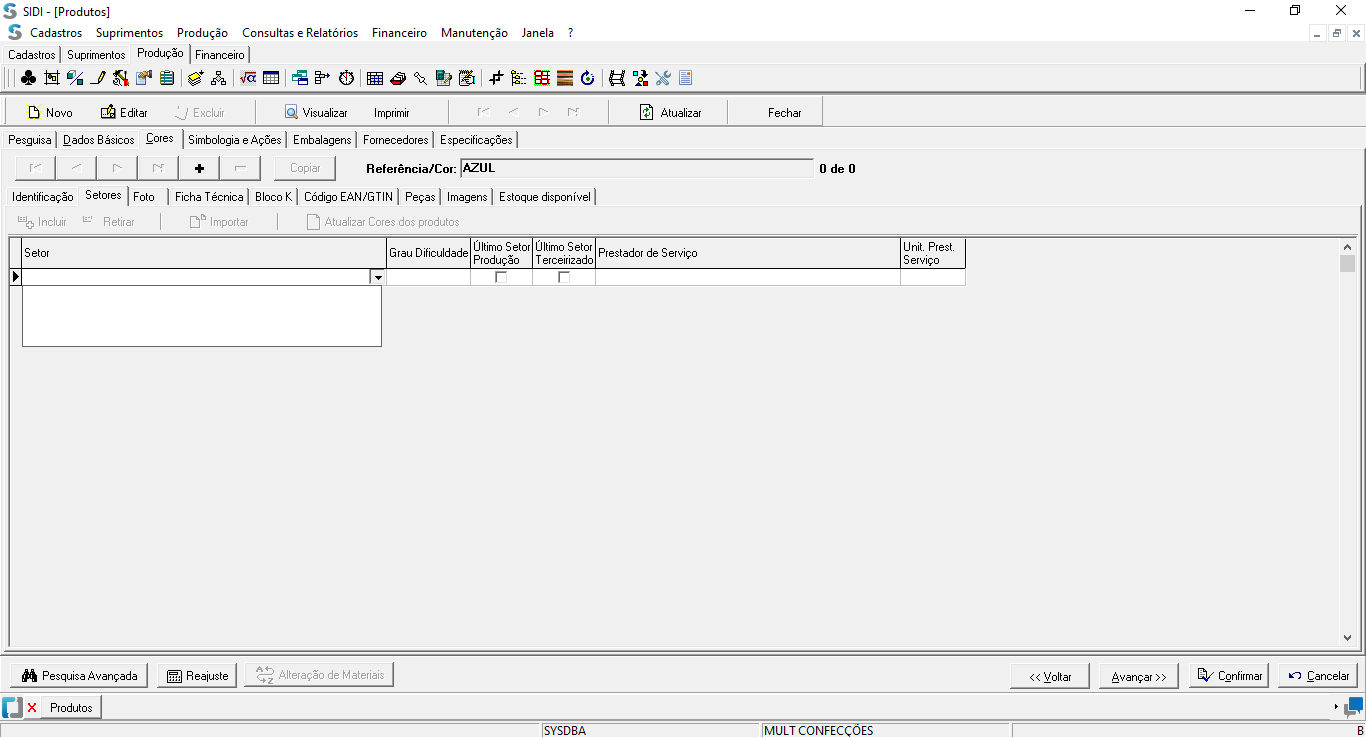 SIDI - [Produtos]
Cadastros Suprimentos Produção Consultas e Relatórios Financeiro Manutenção Janela ?
Cadastros Suprimentos Produção Financeiro
Novo Editar Excluir Visualizar Imprimir Atualizar Fechar
Pesquisa Dados Básicos Cores Simbologia e Ações Embalagens Fornecedores Especificações
Copiar Referência/Cor: AZUL 0 de 0
Identificação Setores Foto Ficha Técnica Bloco K Código EAN/GTIN Peças Imagens Estoque disponível
Incluir Retirar Importar Atualizar Cores dos produtos
Setor Grau Dificuldade Último Setor Produção Último Setor Terceirizado Prestador de Serviço Unit. Prest. Serviço
Pesquisa Avançada Reajuste Alteração de Materiais << Voltar Avançar >> Confirmar Cancelar
Produtos
SYSDBA MULT CONFECÇÕES B